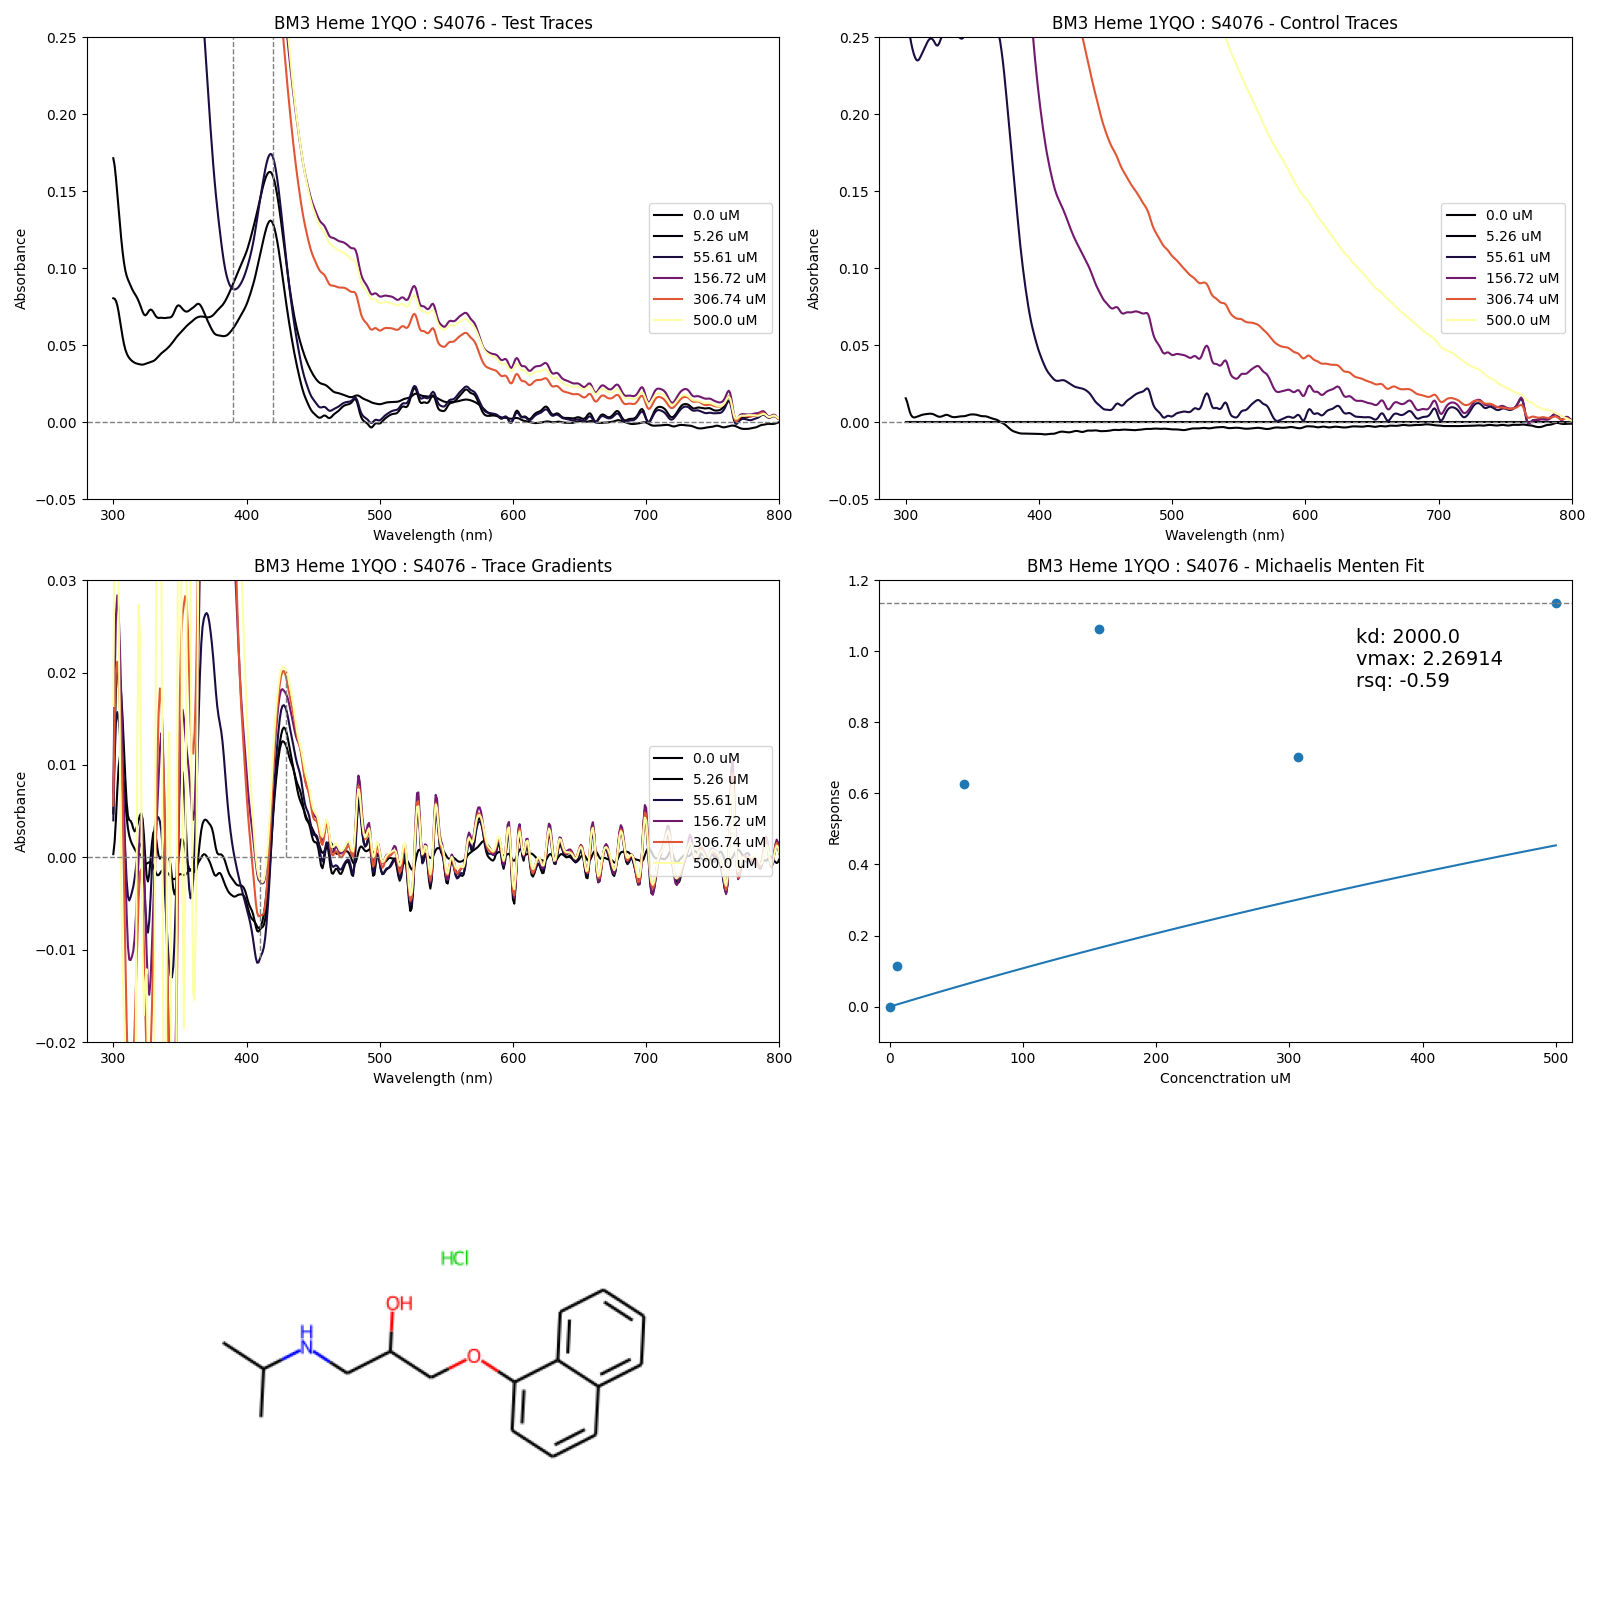 BM3 Heme 1YQO : S4076 - Test Traces
0.25
0.20
0.15
0.10
0.05
0.00
−0.05
Absorbance
300 400 500 600 700 800
Wavelength (nm)
0.0 uM
5.26 uM
55.61 uM
156.72 uM
306.74 uM
500.0 uM
BM3 Heme 1YQO : S4076 - Control Traces
0.25
0.20
0.15
0.10
0.05
0.00
−0.05
Absorbance
300 400 500 600 700 800
Wavelength (nm)
0.0 uM
5.26 uM
55.61 uM
156.72 uM
306.74 uM
500.0 uM
BM3 Heme 1YQO : S4076 - Trace Gradients
0.03
0.02
0.01
0.00
−0.01
−0.02
Absorbance
300 400 500 600 700 800
Wavelength (nm)
0.0 uM
5.26 uM
55.61 uM
156.72 uM
306.74 uM
500.0 uM
BM3 Heme 1YQO : S4076 - Michaelis Menten Fit
1.2
1.0
0.8
0.6
0.4
0.2
0.0
Response
0 100 200 300 400 500
Concenctration uM
kd: 2000.0
vmax: 2.26914
rsq: -0.59
HCl
OH
H
N
O